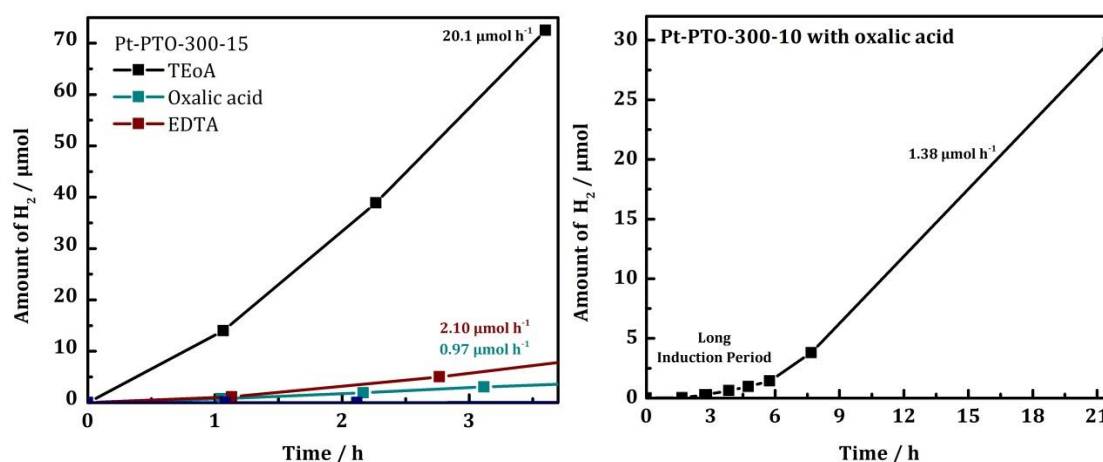 Pt-PTO-300-15
TEoA
Oxalic acid
EDTA
20.1 µmol h⁻¹
2.10 µmol h⁻¹
0.97 µmol h⁻¹
Amount of H₂ / µmol
70
60
50
40
30
20
10
0
0
1
2
3
Time / h
Pt-PTO-300-10 with oxalic acid
1.38 µmol h⁻¹
Long
Induction Period
Amount of H₂ / µmol
30
25
20
15
10
5
0
0
3
6
9
12
15
18
21
Time / h